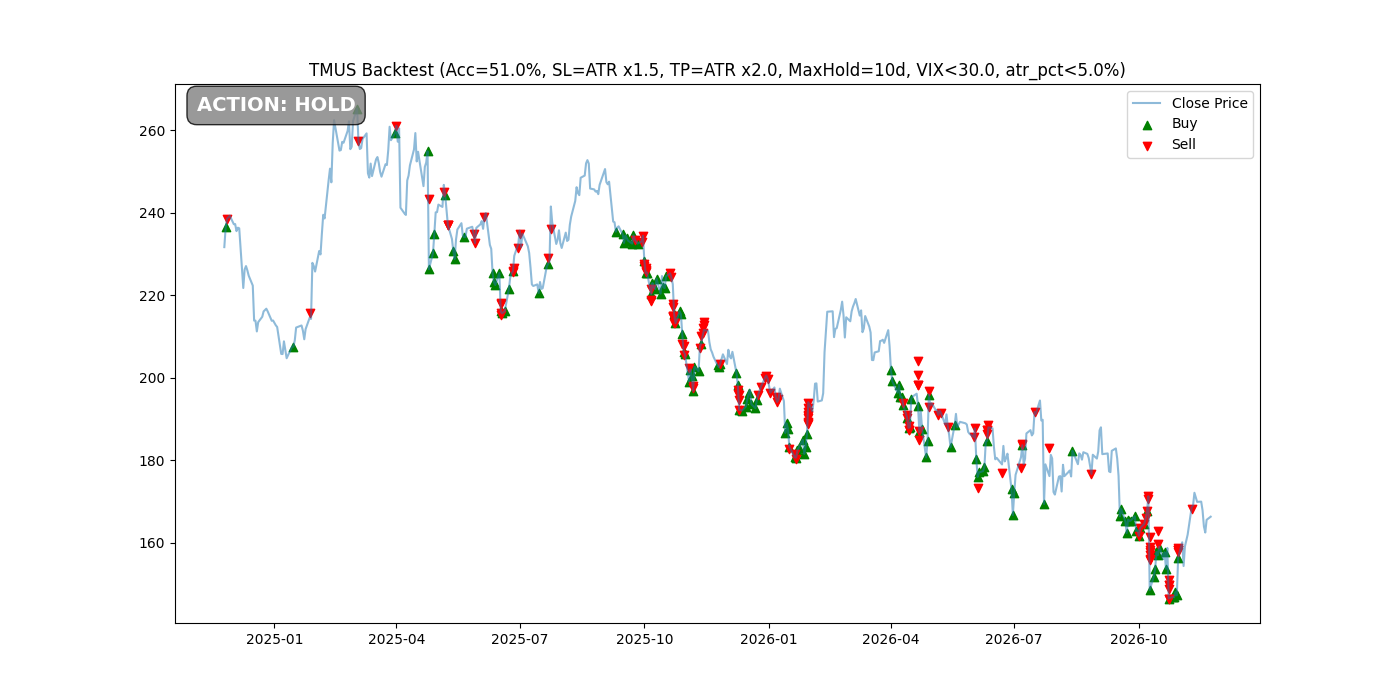 TMUS Backtest (Acc=51.0%, SL=ATR x1.5, TP=ATR x2.0, MaxHold=10d, VIX<30.0, atr_pct<5.0%)
ACTION: HOLD
Close Price
Buy
Sell
260
240
220
200
180
160
2025-01
2025-04
2025-07
2025-10
2026-01
2026-04
2026-07
2026-10